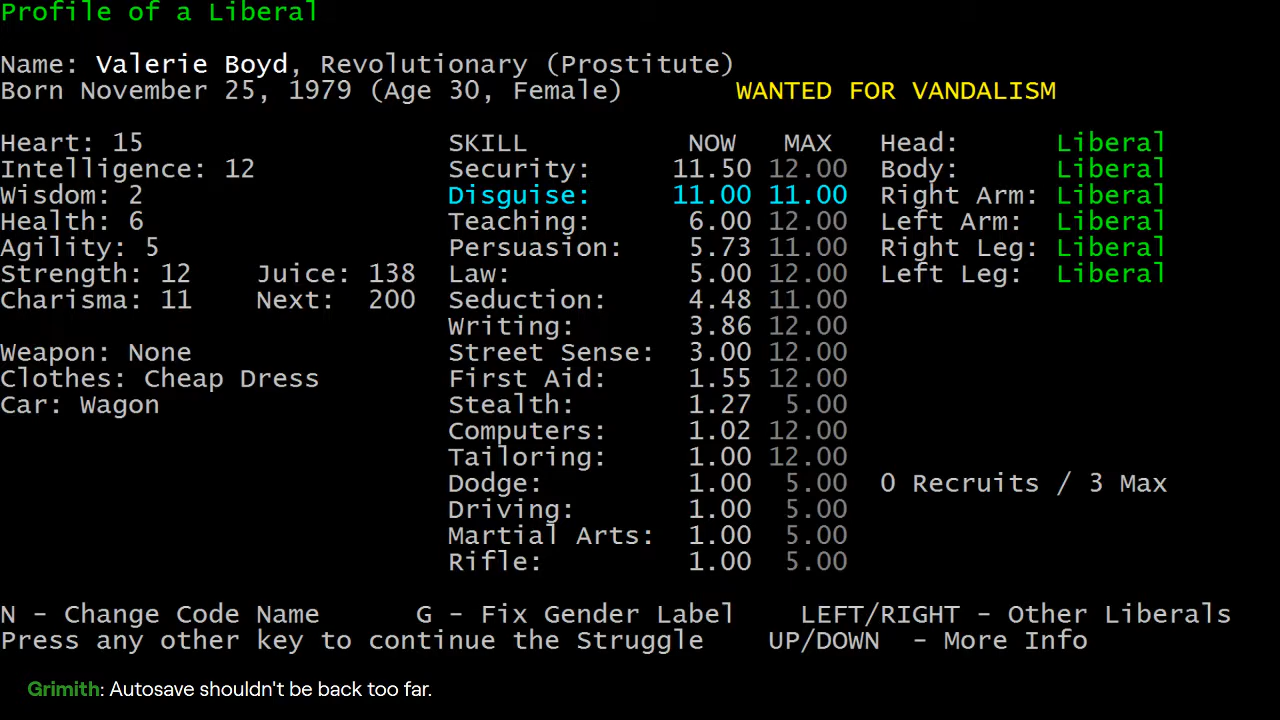 Profile of a Liberal
Name: Valerie Boyd, Revolutionary (Prostitute)
Born November 25, 1979 (Age 30, Female) WANTED FOR VANDALISM
Heart: 15 SKILL NOW MAX Head: Liberal
Intelligence: 12 Security: 11.50 12.00 Body: Liberal
Wisdom: 2 Disguise: 11.00 11.00 Right Arm: Liberal
Health: 6 Teaching: 6.00 12.00 Left Arm: Liberal
Agility: 5 Persuasion: 5.73 11.00 Right Leg: Liberal
Strength: 12 Juice: 138 Law: 5.00 12.00 Left Leg: Liberal
Charisma: 11 Next: 200 Seduction: 4.48 11.00
Writing: 3.86 12.00
Weapon: None Street Sense: 3.00 12.00
Clothes: Cheap Dress First Aid: 1.55 12.00
Car: Wagon Stealth: 1.27 5.00
Computers: 1.02 12.00
Tailoring: 1.00 12.00
Dodge: 1.00 5.00 0 Recruits / 3 Max
Driving: 1.00 5.00
Martial Arts: 1.00 5.00
Rifle: 1.00 5.00
N - Change Code Name G - Fix Gender Label LEFT/RIGHT - Other Liberals
Press any other key to continue the Struggle UP/DOWN - More Info
Grimith: Autosave shouldn't be back too far.